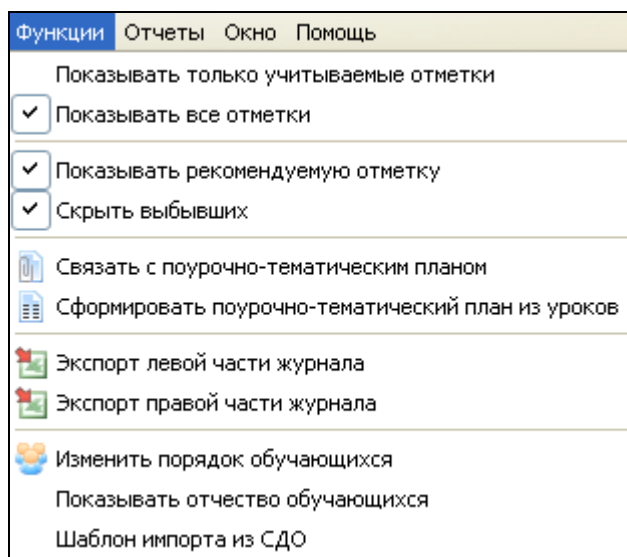 Функции Отчеты Окно Помощь
Показывать только учитываемые отметки
Показывать все отметки
Показывать рекомендуемую отметку
Скрыть выбывших
Связать с поурочно-тематическим планом
Сформировать поурочно-тематический план из уроков
Экспорт левой части журнала
Экспорт правой части журнала
Изменить порядок обучающихся
Показывать отчество обучающихся
Шаблон импорта из СДО